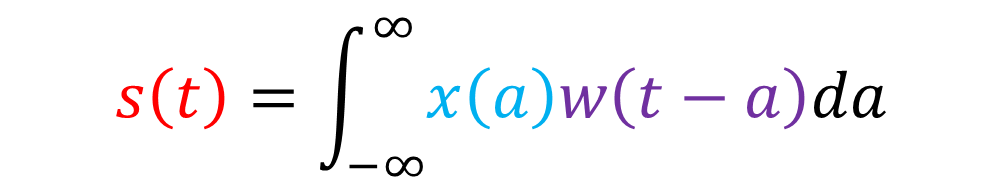 s(t) = ∫_{-∞}^{∞} x(a)w(t − a)da